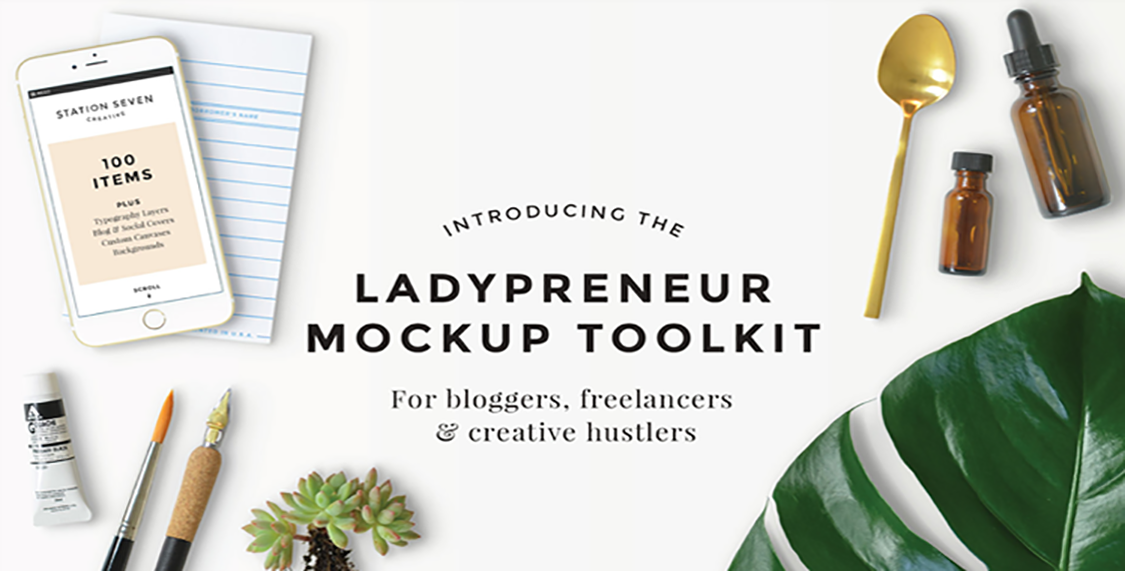 STATION SEVEN
CREATIVE
100
ITEMS
PLUS
Typography Layers
Blog & Social Covers
Custom Canvases
Backgrounds
SCROLL
INTRODUCING THE
LADYPRENEUR
MOCKUP TOOLKIT
For bloggers, freelancers
& creative hustlers